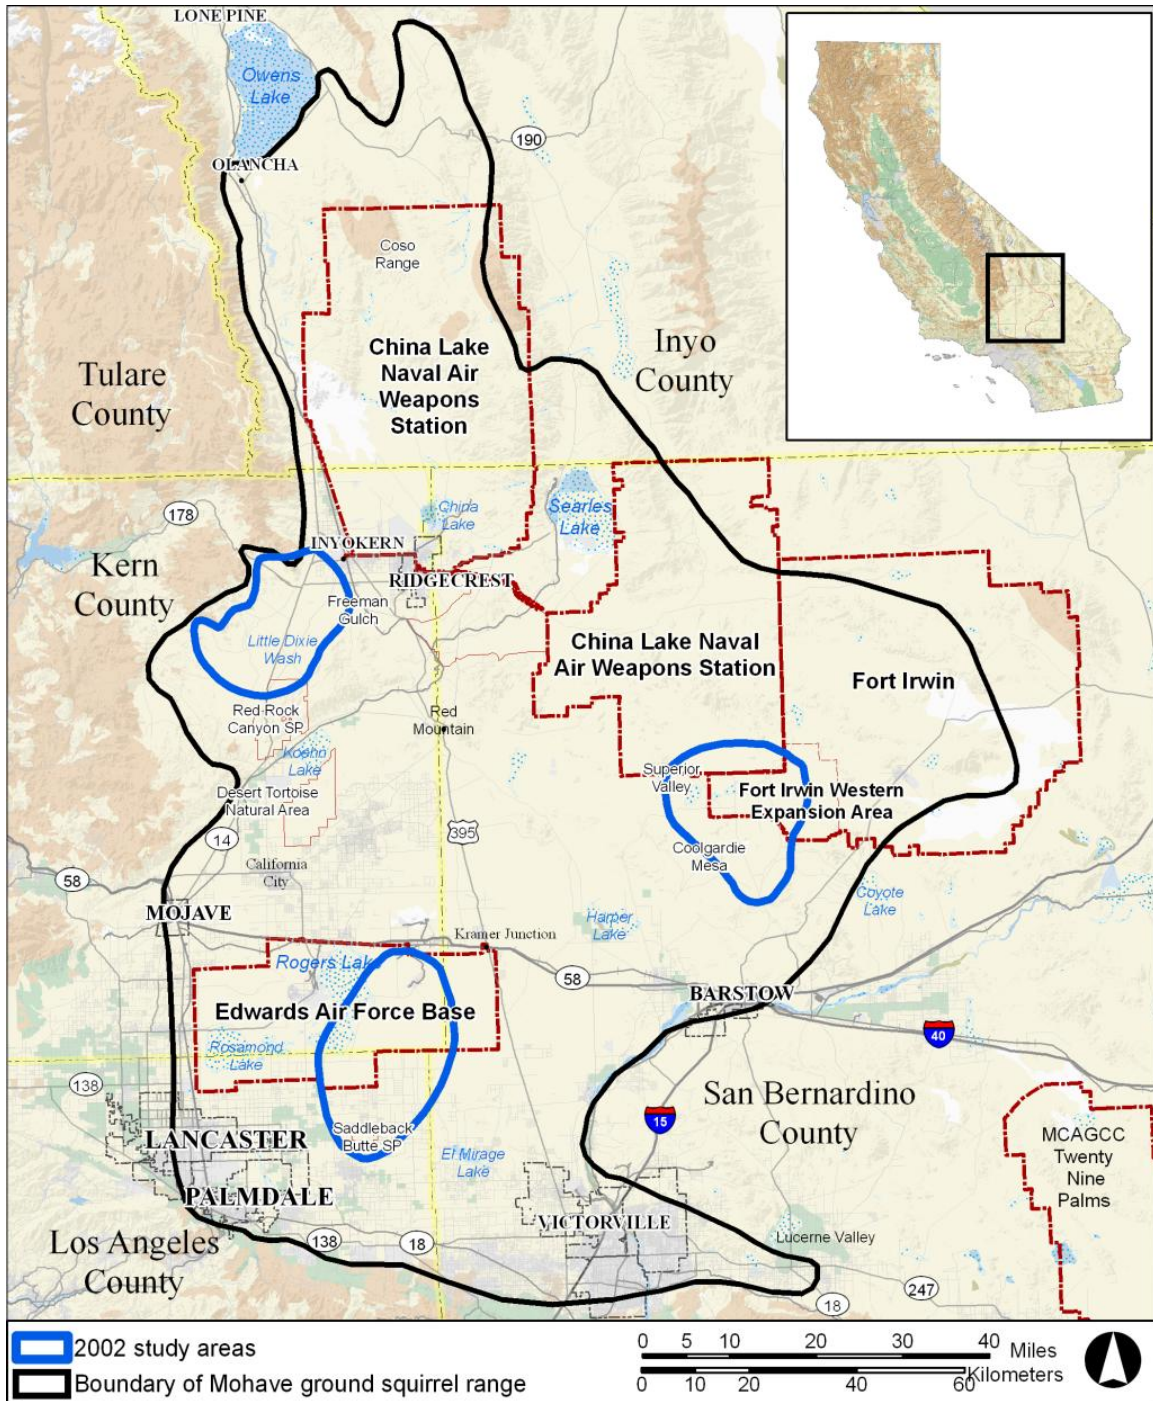 LONE PINE
Owens
Lake
190
OLANCHA
Coso
Range
China Lake
Naval Air
Weapons
Station
Inyo
County
Tulare
County
178
China
Lake
Searles
Lake
INYOKERN
RIDGECREST
Kern
County
Freeman
Gulch
Little Dixie
Wash
China Lake Naval
Air Weapons Station
Fort Irwin
Red Rock
Canyon SP
Red
Mountain
Koehn
Lake
Superior
Valley
Fort Irwin Western
Expansion Area
Desert Tortoise
Natural Area
14
395
Coolgardie
Mesa
California
City
58
Coyote
Lake
MOJAVE
Harper
Lake
Kramer Junction
Rogers Lake
58
BARSTOW
Edwards Air Force Base
40
Rosamond
Lake
138
San Bernardino
County
15
Saddleback
Butte SP
LANCASTER
El Mirage
Lake
MCAGCC
Twenty
Nine
Palms
PALMDALE
VICTORVILLE
Los Angeles
County
138
18
Lucerne Valley
247
18
2002 study areas
Boundary of Mohave ground squirrel range
0 5 10 20 30 40
Miles
Kilometers
0 10 20 40 60